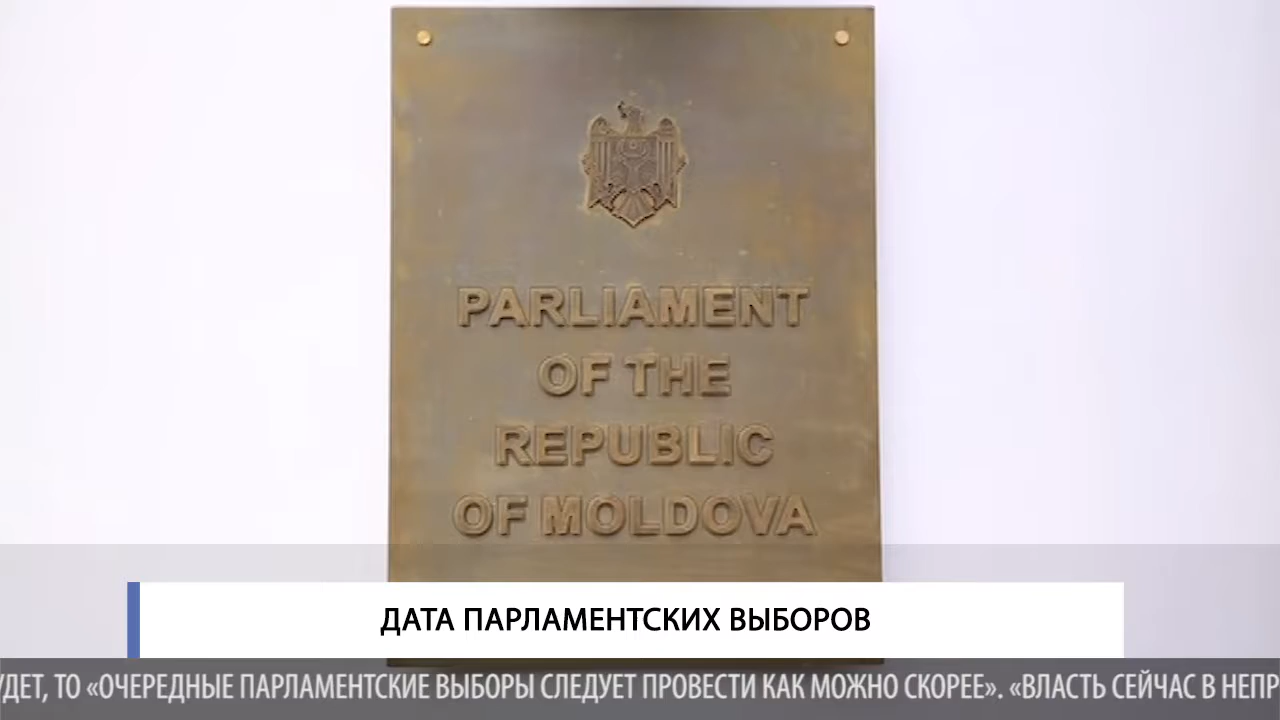 PARLIAMENT
OF THE
REPUBLIC
OF MOLDOVA
ДАТА ПАРЛАМЕНТСКИХ ВЫБОРОВ
ТО «ОЧЕРЕДНЫЕ ПАРЛАМЕНТСКИЕ ВЫБОРЫ СЛЕДУЕТ ПРОВЕСТИ КАК МОЖНО СКОРЕЕ». «ВЛАСТЬ СЕЙЧАС В